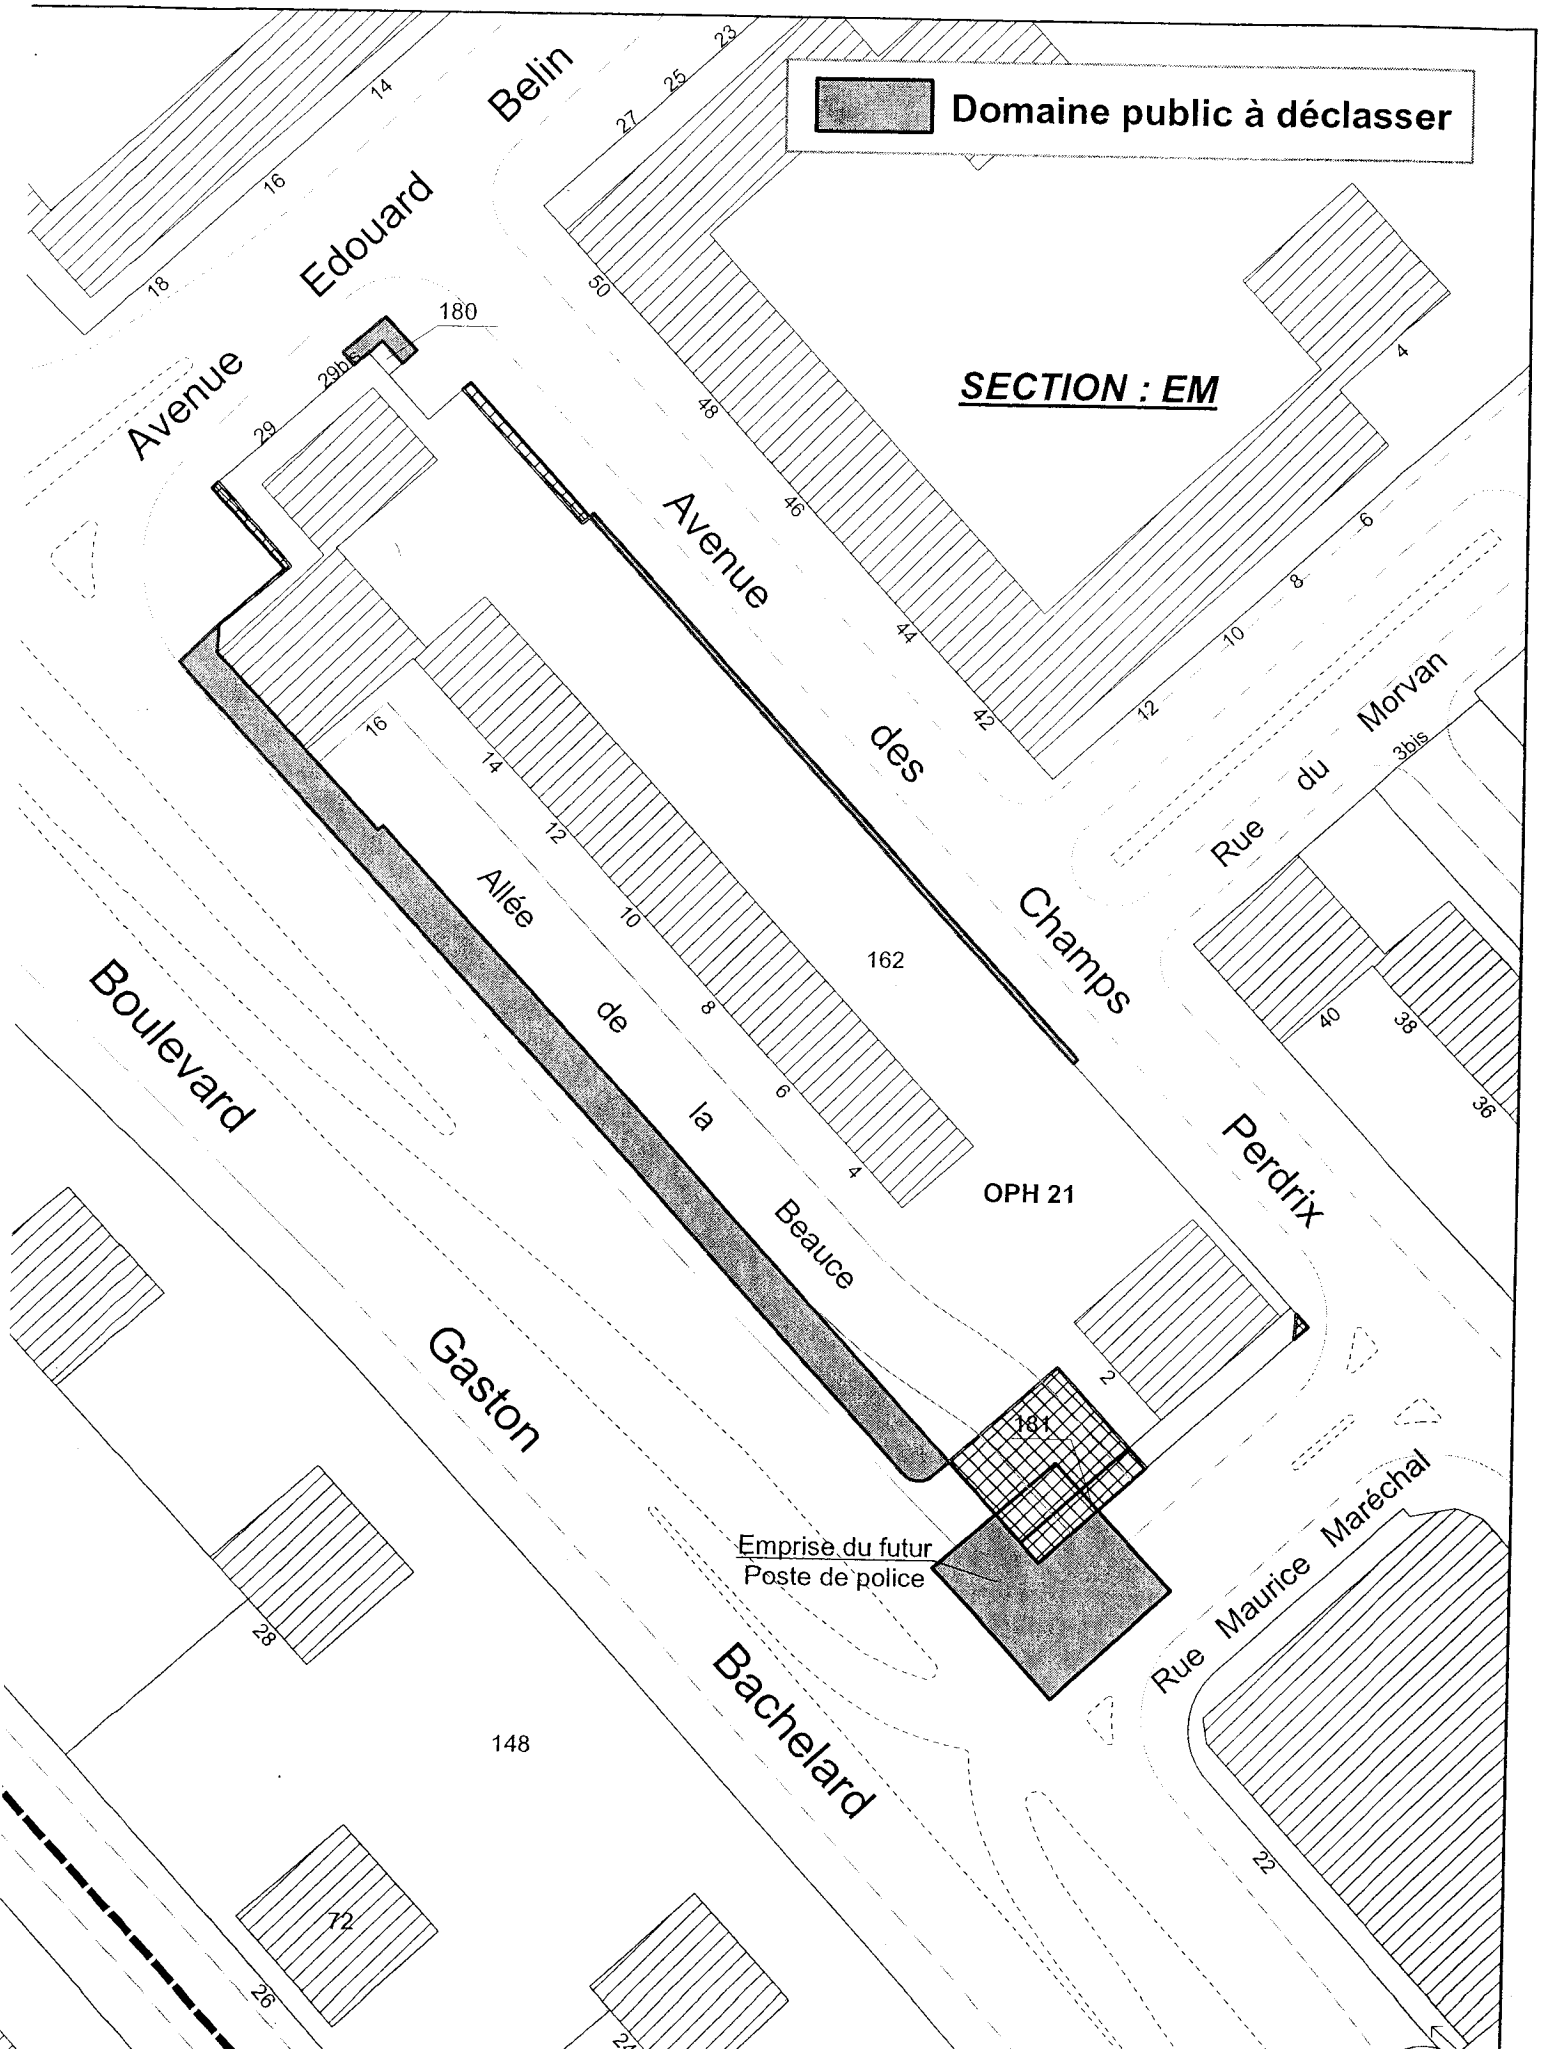 Domaine public à déclasser
SECTION : EM
Avenue Edouard Belin
14
16
18
23
25
27
29bis
29
180
50
48
46
44
42
4
6
8
10
12
Avenue des Champs Perdrix
Rue du Morvan
3bis
40
38
36
16
14
12
10
8
6
4
2
Allée de la Beauce
162
OPH 21
181
Emprise du futur
Poste de police
Boulevard Gaston Bachelard
Rue Maurice Maréchal
22
28
148
72
26
24